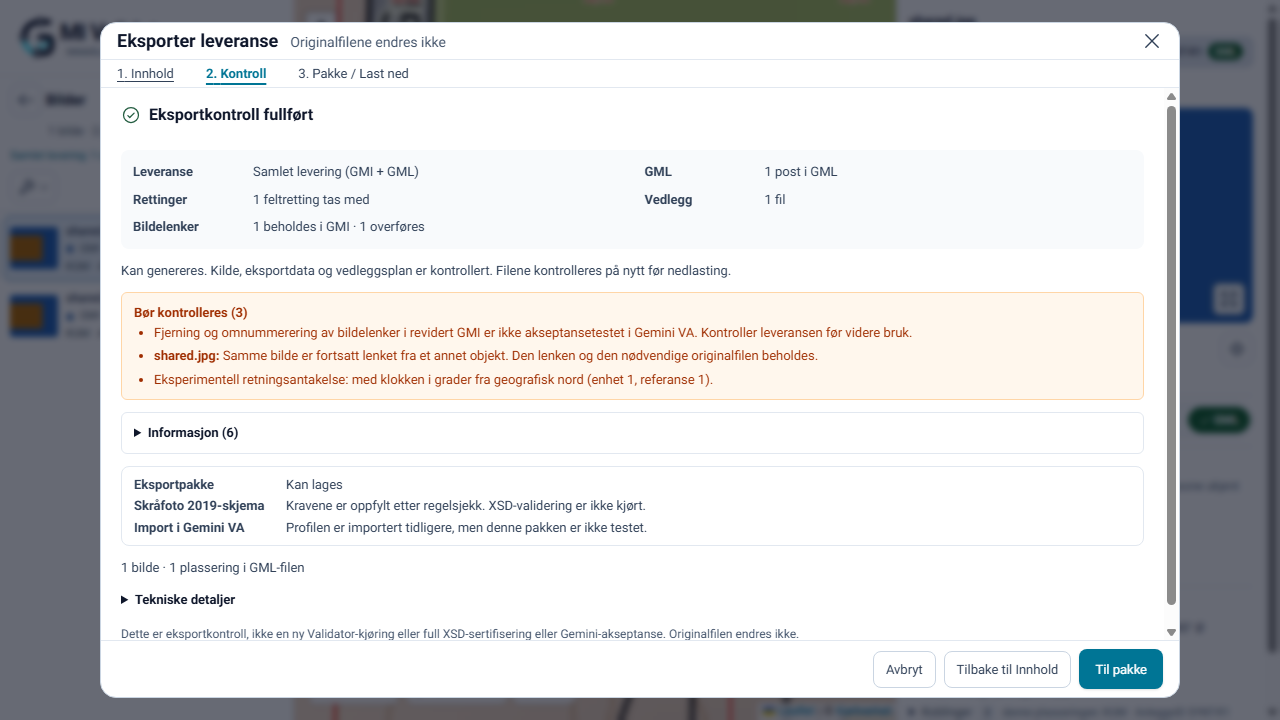 Eksporter leveranse Originalfilene endres ikke
1. Innhold 2. Kontroll 3. Pakke / Last ned
Eksportkontroll fullført
Leveranse Samlet levering (GMI + GML) GML 1 post i GML
Rettinger 1 feltretting tas med Vedlegg 1 fil
Bildelenker 1 beholdes i GMI · 1 overføres
Kan genereres. Kilde, eksportdata og vedleggsplan er kontrollert. Filene kontrolleres på nytt før nedlasting.
Bør kontrolleres (3)
• Fjerning og omnummerering av bildelenker i revidert GMI er ikke akseptansetestet i Gemini VA. Kontroller leveransen før videre bruk.
• shared.jpg: Samme bilde er fortsatt lenket fra et annet objekt. Den lenken og den nødvendige originalfilen beholdes.
• Eksperimentell retningsantakelse: med klokken i grader fra geografisk nord (enhet 1, referanse 1).
Informasjon (6)
Eksportpakke Kan lages
Skråfoto 2019-skjema Kravene er oppfylt etter regelsjekk. XSD-validering er ikke kjørt.
Import i Gemini VA Profilen er importert tidligere, men denne pakken er ikke testet.
1 bilde · 1 plassering i GML-filen
Tekniske detaljer
Dette er eksportkontroll, ikke en ny Validator-kjøring eller full XSD-sertifisering eller Gemini-akseptanse. Originalfilen endres ikke.
Avbryt Tilbake til Innhold Til pakke
Bilder